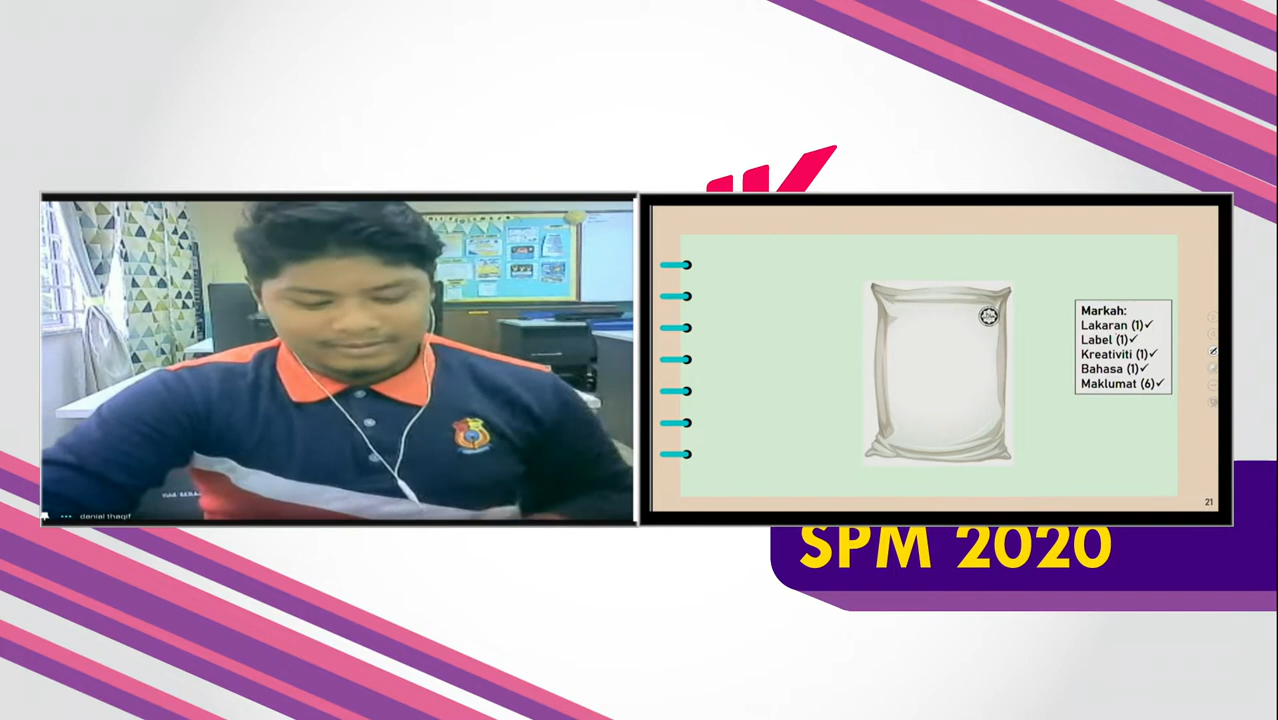 danial thaqif
Markah:
Lakaran (1)✓
Label (1)✓
Kreativiti (1)✓
Bahasa (1)✓
Maklumat (6)✓
21
SPM 2020